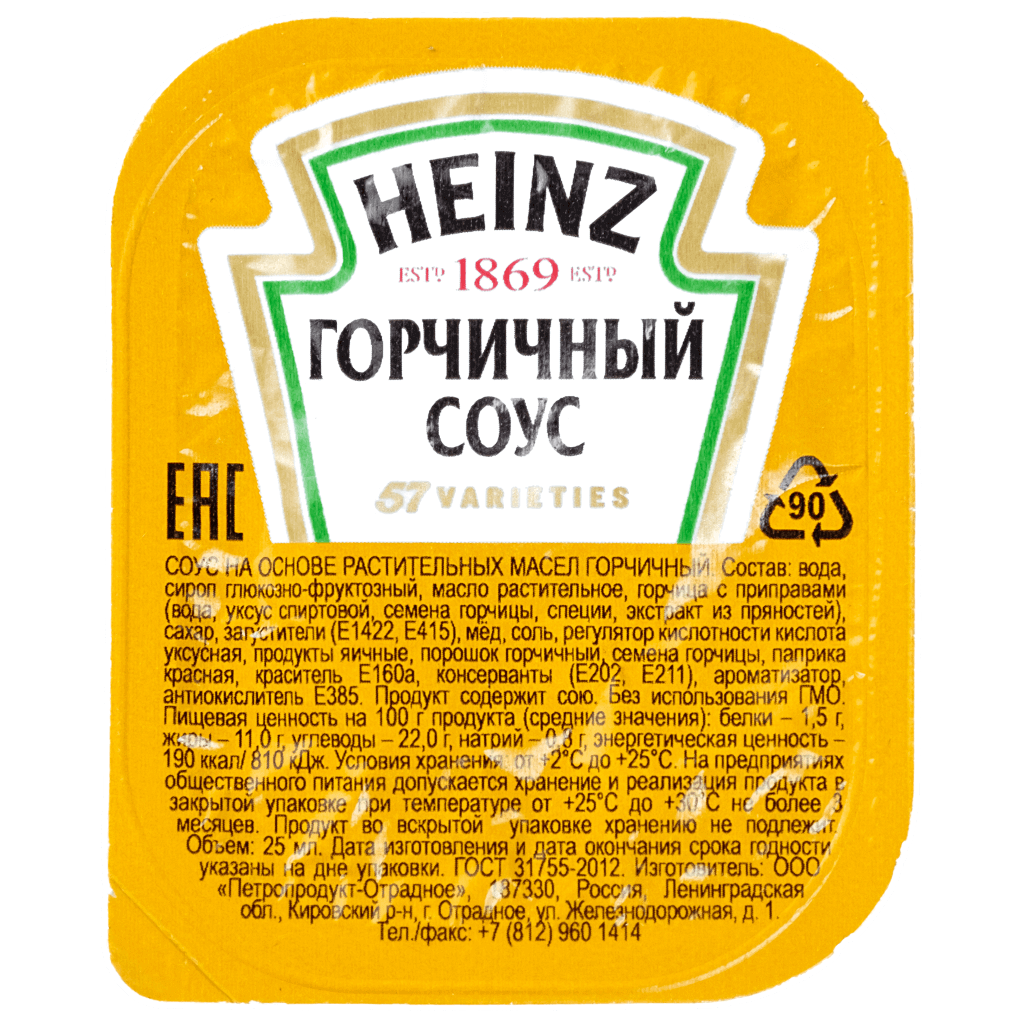 HEINZ
ESTD 1869 ESTD
ГОРЧИЧНЫЙ
СОУС
57 VARIETIES
EAC
90
СОУС НА ОСНОВЕ РАСТИТЕЛЬНЫХ МАСЕЛ ГОРЧИЧНЫЙ. Состав: вода,
сироп глюкозно-фруктозный, масло растительное, горчица с приправами
(вода, уксус спиртовой, семена горчицы, специи, экстракт из пряностей),
сахар, загустители (Е1422, Е415), мёд, соль, регулятор кислотности кислота
уксусная, продукты яичные, порошок горчичный, семена горчицы, паприка
красная, краситель Е160а, консерванты (Е202, Е211), ароматизатор,
антиокислитель Е385. Продукт содержит сою. Без использования ГМО.
Пищевая ценность на 100 г продукта (средние значения): белки – 1,5 г,
жиры – 11,0 г, углеводы – 22,0 г, натрий – 0,8 г, энергетическая ценность –
190 ккал/ 810 кДж. Условия хранения: от +2°С до +25°С. На предприятиях
общественного питания допускается хранение и реализация продукта в
закрытой упаковке при температуре от +25°С до +30°С не более 3
месяцев. Продукт во вскрытой упаковке хранению не подлежит.
Объем: 25 мл. Дата изготовления и дата окончания срока годности
указаны на дне упаковки. ГОСТ 31755-2012. Изготовитель: ООО
«Петропродукт-Отрадное», 187330, Россия, Ленинградская
обл., Кировский р-н, г. Отрадное, ул. Железнодорожная, д. 1.
Тел./факс: +7 (812) 960 1414